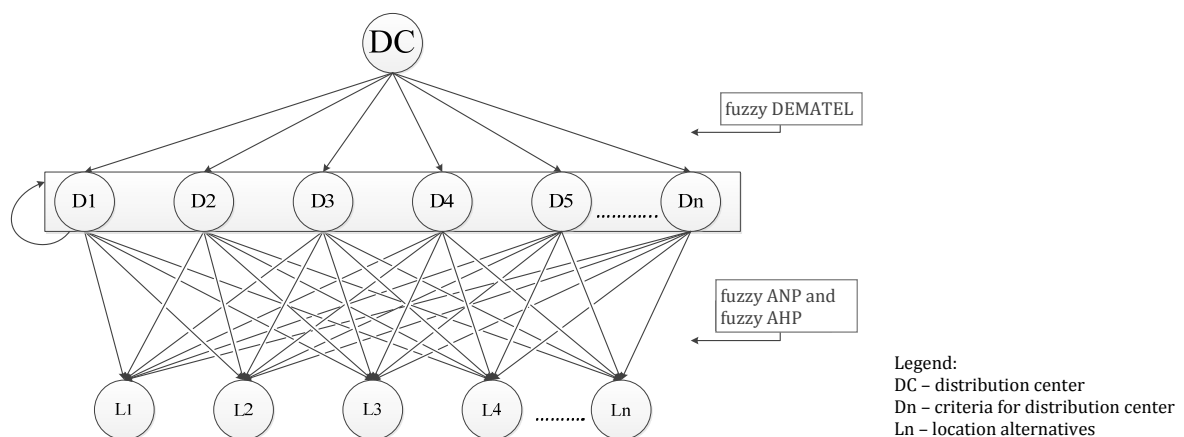 DC
fuzzy DEMATEL
D1 D2 D3 D4 D5 ............ Dn
fuzzy ANP and
fuzzy AHP
L1 L2 L3 L4 .......... Ln
Legend:
DC – distribution center
Dn – criteria for distribution center
Ln – location alternatives